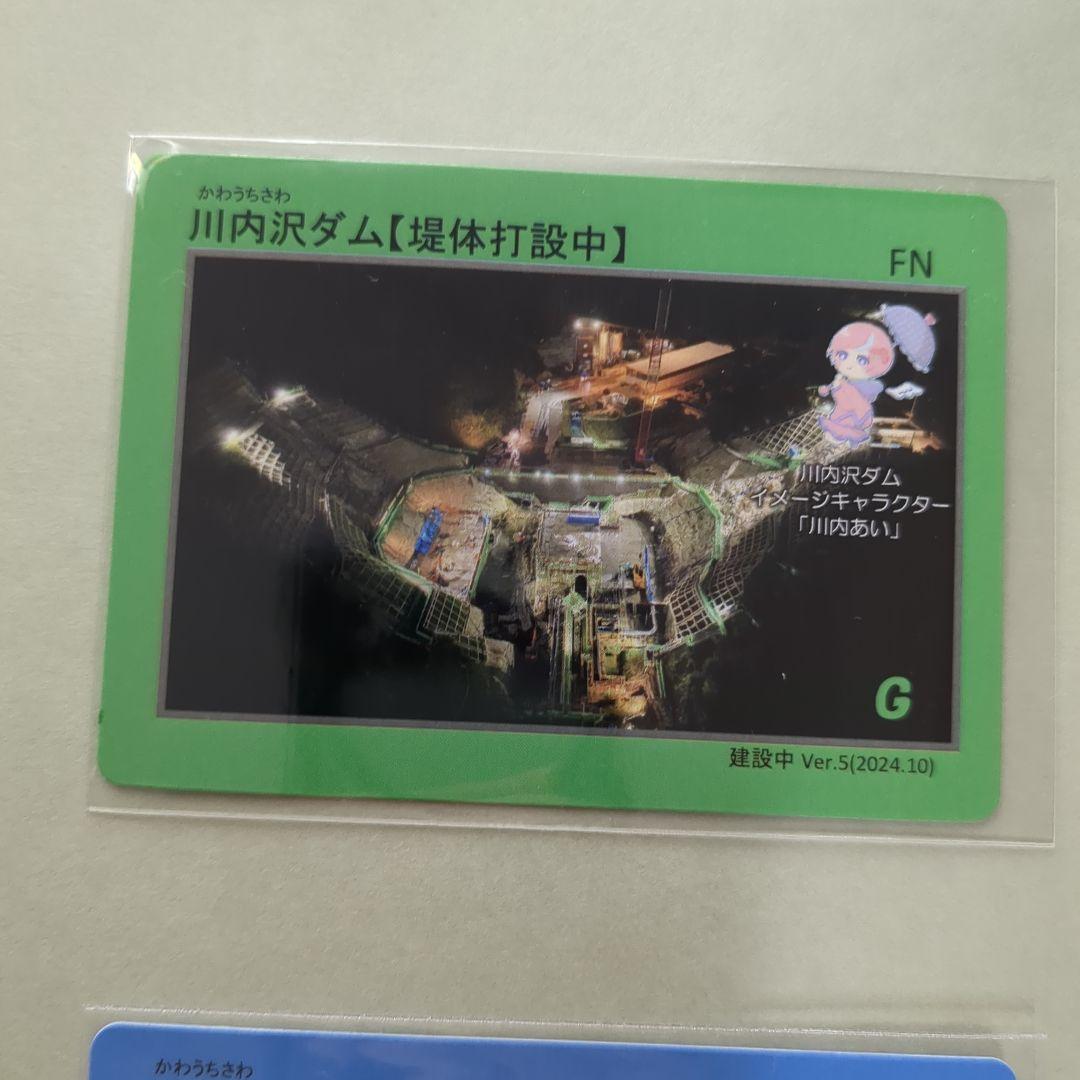 かわうちさわ
川内沢ダム【堤体打設中】
FN
川内沢ダム
イメージキャラクター
「川内あい」
G
建設中 Ver.5(2024.10)
かわうちさわ